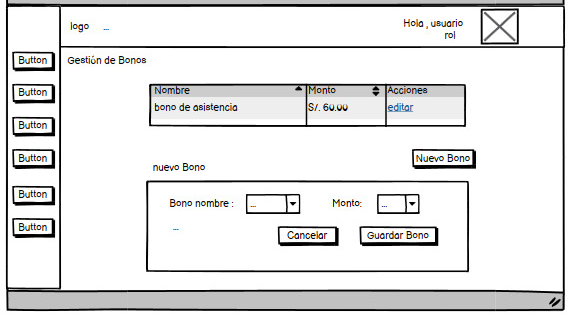 logo ...
Hola , usuario
rol
Button
Gestión de Bonos
Button
Nombre Monto Acciones
bono de asistencia S/. 60.00 editar
Button
Button
Nuevo Bono
nuevo Bono
Button
Bono nombre : ... Monto: ...
Button
...
Cancelar Guardar Bono